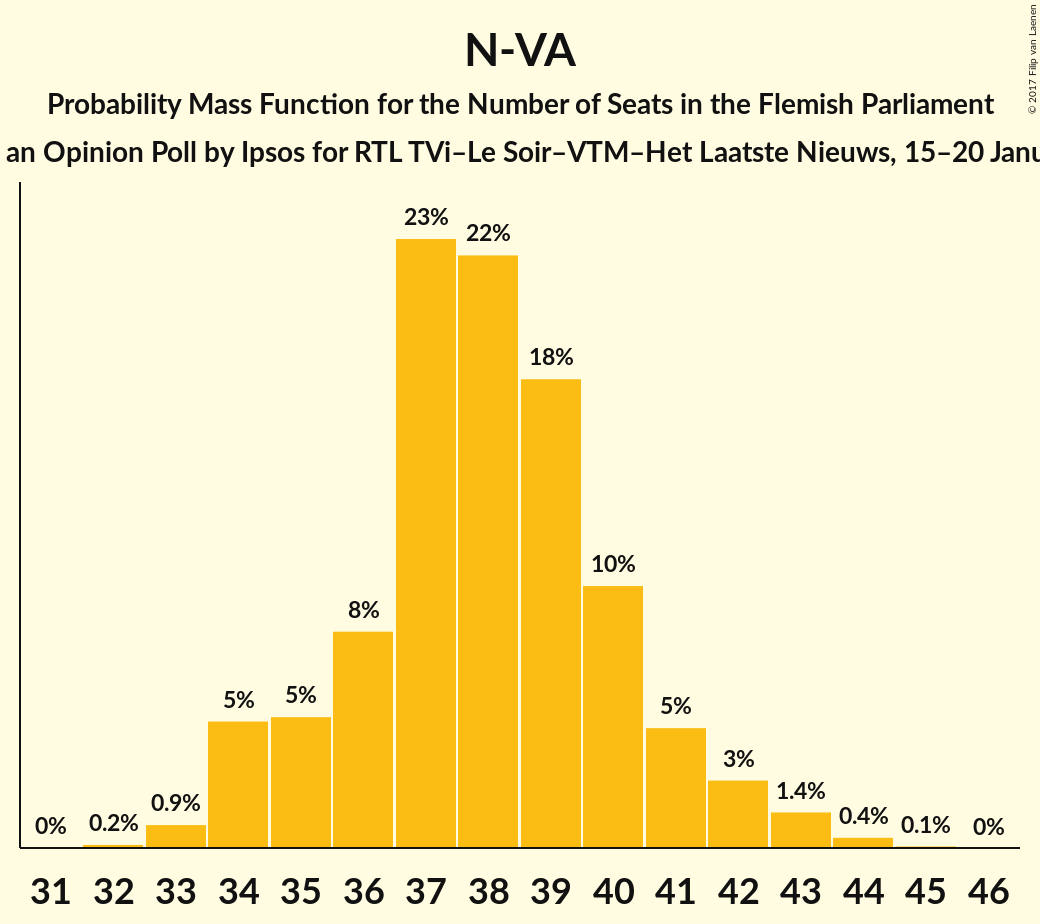 N-VA
Probability Mass Function for the Number of Seats in the Flemish Parliament
an Opinion Poll by Ipsos for RTL TVi–Le Soir–VTM–Het Laatste Nieuws, 15–20 Janu
© 2017 Filip van Laenen
0% 0.2% 0.9% 5% 5% 8% 23% 22% 18% 10% 5% 3% 1.4% 0.4% 0.1% 0%
31 32 33 34 35 36 37 38 39 40 41 42 43 44 45 46